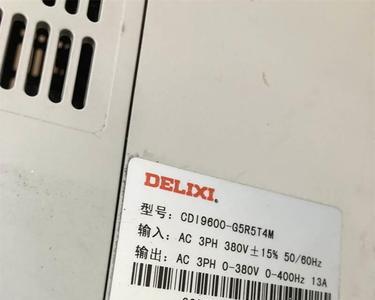 DELIXI.
型号: CDI9600-G5R5T4M
输入: AC 3PH 380V±15% 50/60Hz
输出: AC 3PH 0-380V 0-400Hz 13A